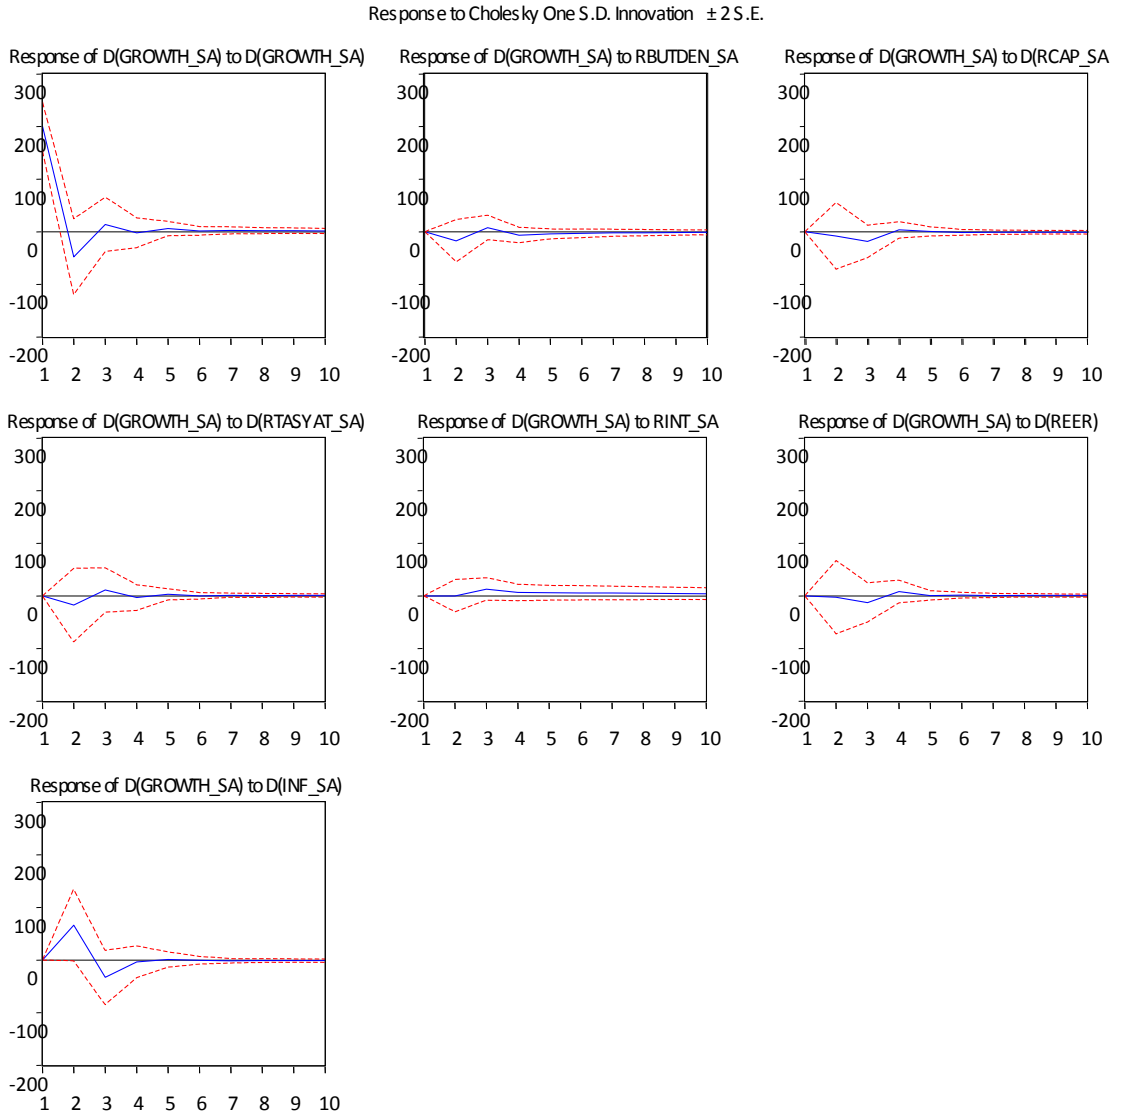 Response to Cholesky One S.D. Innovation ± 2 S.E.
Response of D(GROWTH_SA) to D(GROWTH_SA)
300
200
100
0
-100
-200
1 2 3 4 5 6 7 8 9 10
Response of D(GROWTH_SA) to RBUTDEN_SA
300
200
100
0
-100
-200
1 2 3 4 5 6 7 8 9 10
Response of D(GROWTH_SA) to D(RCAP_SA
300
200
100
0
-100
-200
1 2 3 4 5 6 7 8 9 10
Response of D(GROWTH_SA) to D(RTASYAT_SA)
300
200
100
0
-100
-200
1 2 3 4 5 6 7 8 9 10
Response of D(GROWTH_SA) to RINT_SA
300
200
100
0
-100
-200
1 2 3 4 5 6 7 8 9 10
Response of D(GROWTH_SA) to D(REER)
300
200
100
0
-100
-200
1 2 3 4 5 6 7 8 9 10
Response of D(GROWTH_SA) to D(INF_SA)
300
200
100
0
-100
-200
1 2 3 4 5 6 7 8 9 10